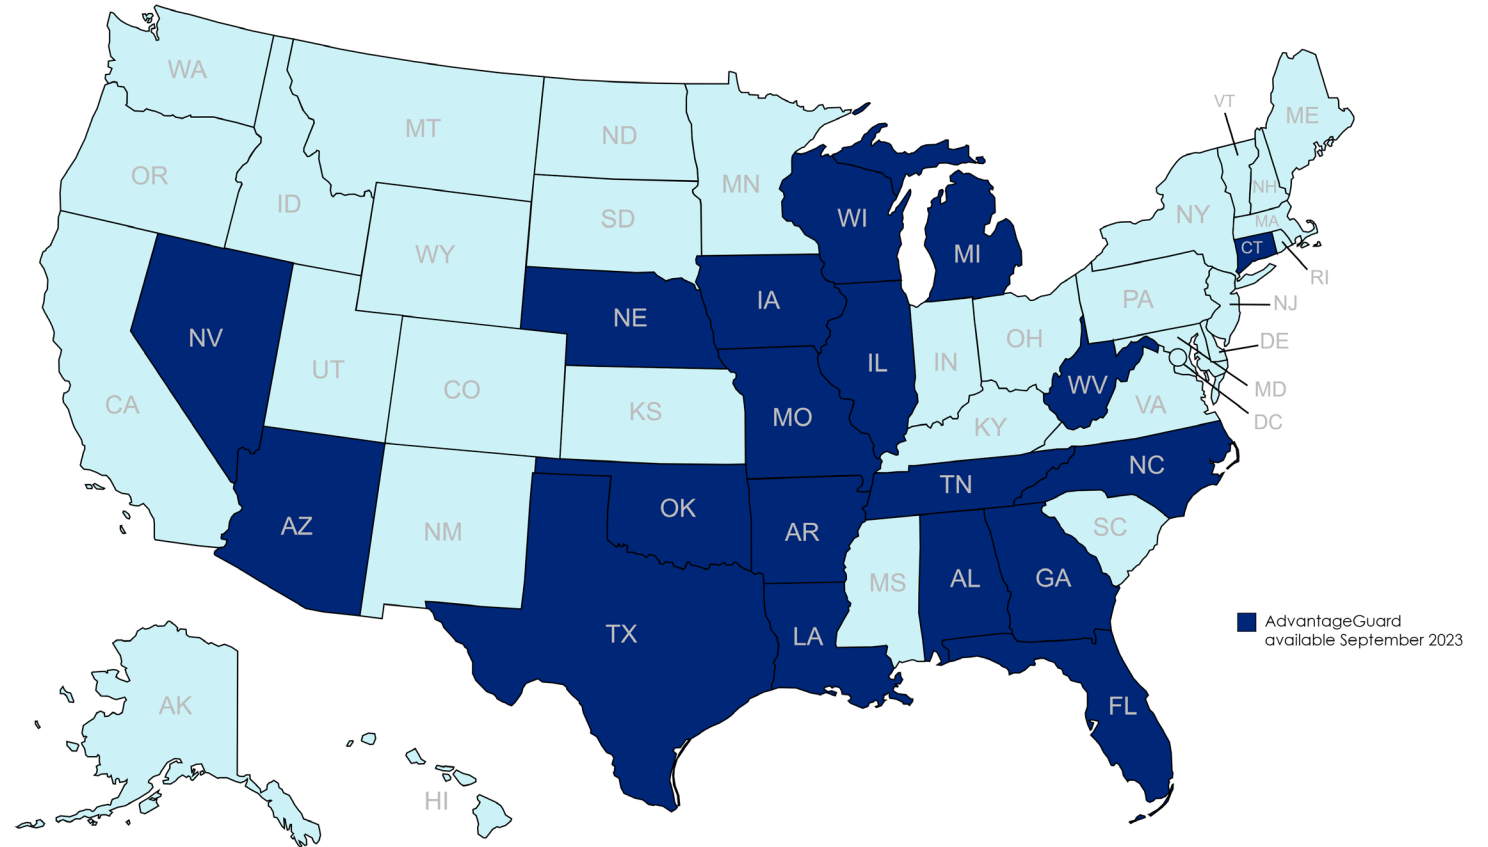 WA
MT
ND
MN
VT
ME
OR
ID
SD
WI
MI
NY
NH
MA
CT
RI
WY
NE
IA
PA
NJ
NV
UT
CO
KS
MO
IL
IN
OH
WV
VA
DE
MD
DC
CA
KY
AZ
NM
OK
AR
TN
NC
SC
MS
AL
GA
TX
LA
FL
AK
HI
AdvantageGuard
available September 2023